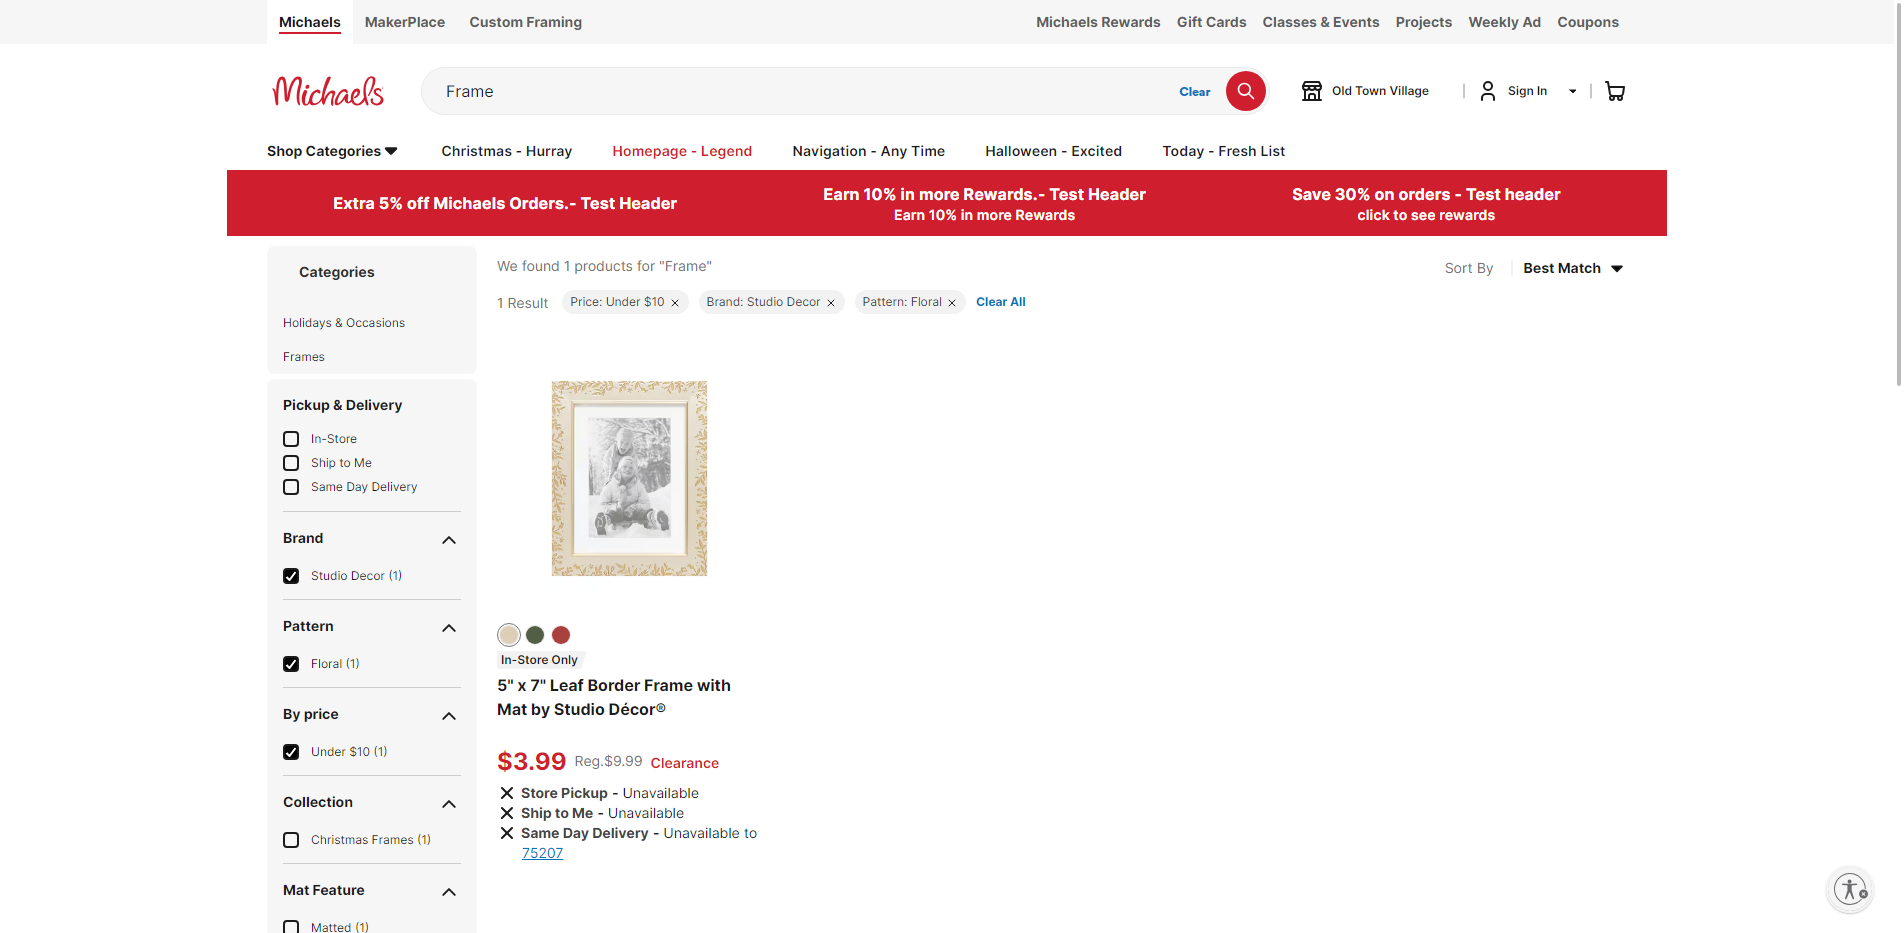 Michaels MakerPlace Custom Framing Michaels Rewards Gift Cards Classes & Events Projects Weekly Ad Coupons
Michaels Frame Clear Old Town Village Sign In
Shop Categories Christmas - Hurray Homepage - Legend Navigation - Any Time Halloween - Excited Today - Fresh List
Extra 5% off Michaels Orders.- Test Header
Earn 10% in more Rewards.- Test Header
Earn 10% in more Rewards
Save 30% on orders - Test header
click to see rewards
Categories
Holidays & Occasions
Frames
Pickup & Delivery
In-Store
Ship to Me
Same Day Delivery
Brand
Studio Decor (1)
Pattern
Floral (1)
By price
Under $10 (1)
Collection
Christmas Frames (1)
Mat Feature
Matted (1)
We found 1 products for "Frame"
Sort By Best Match
1 Result Price: Under $10 Brand: Studio Decor Pattern: Floral Clear All
In-Store Only
5" x 7" Leaf Border Frame with
Mat by Studio Décor®
$3.99 Reg.$9.99 Clearance
Store Pickup - Unavailable
Ship to Me - Unavailable
Same Day Delivery - Unavailable to
75207